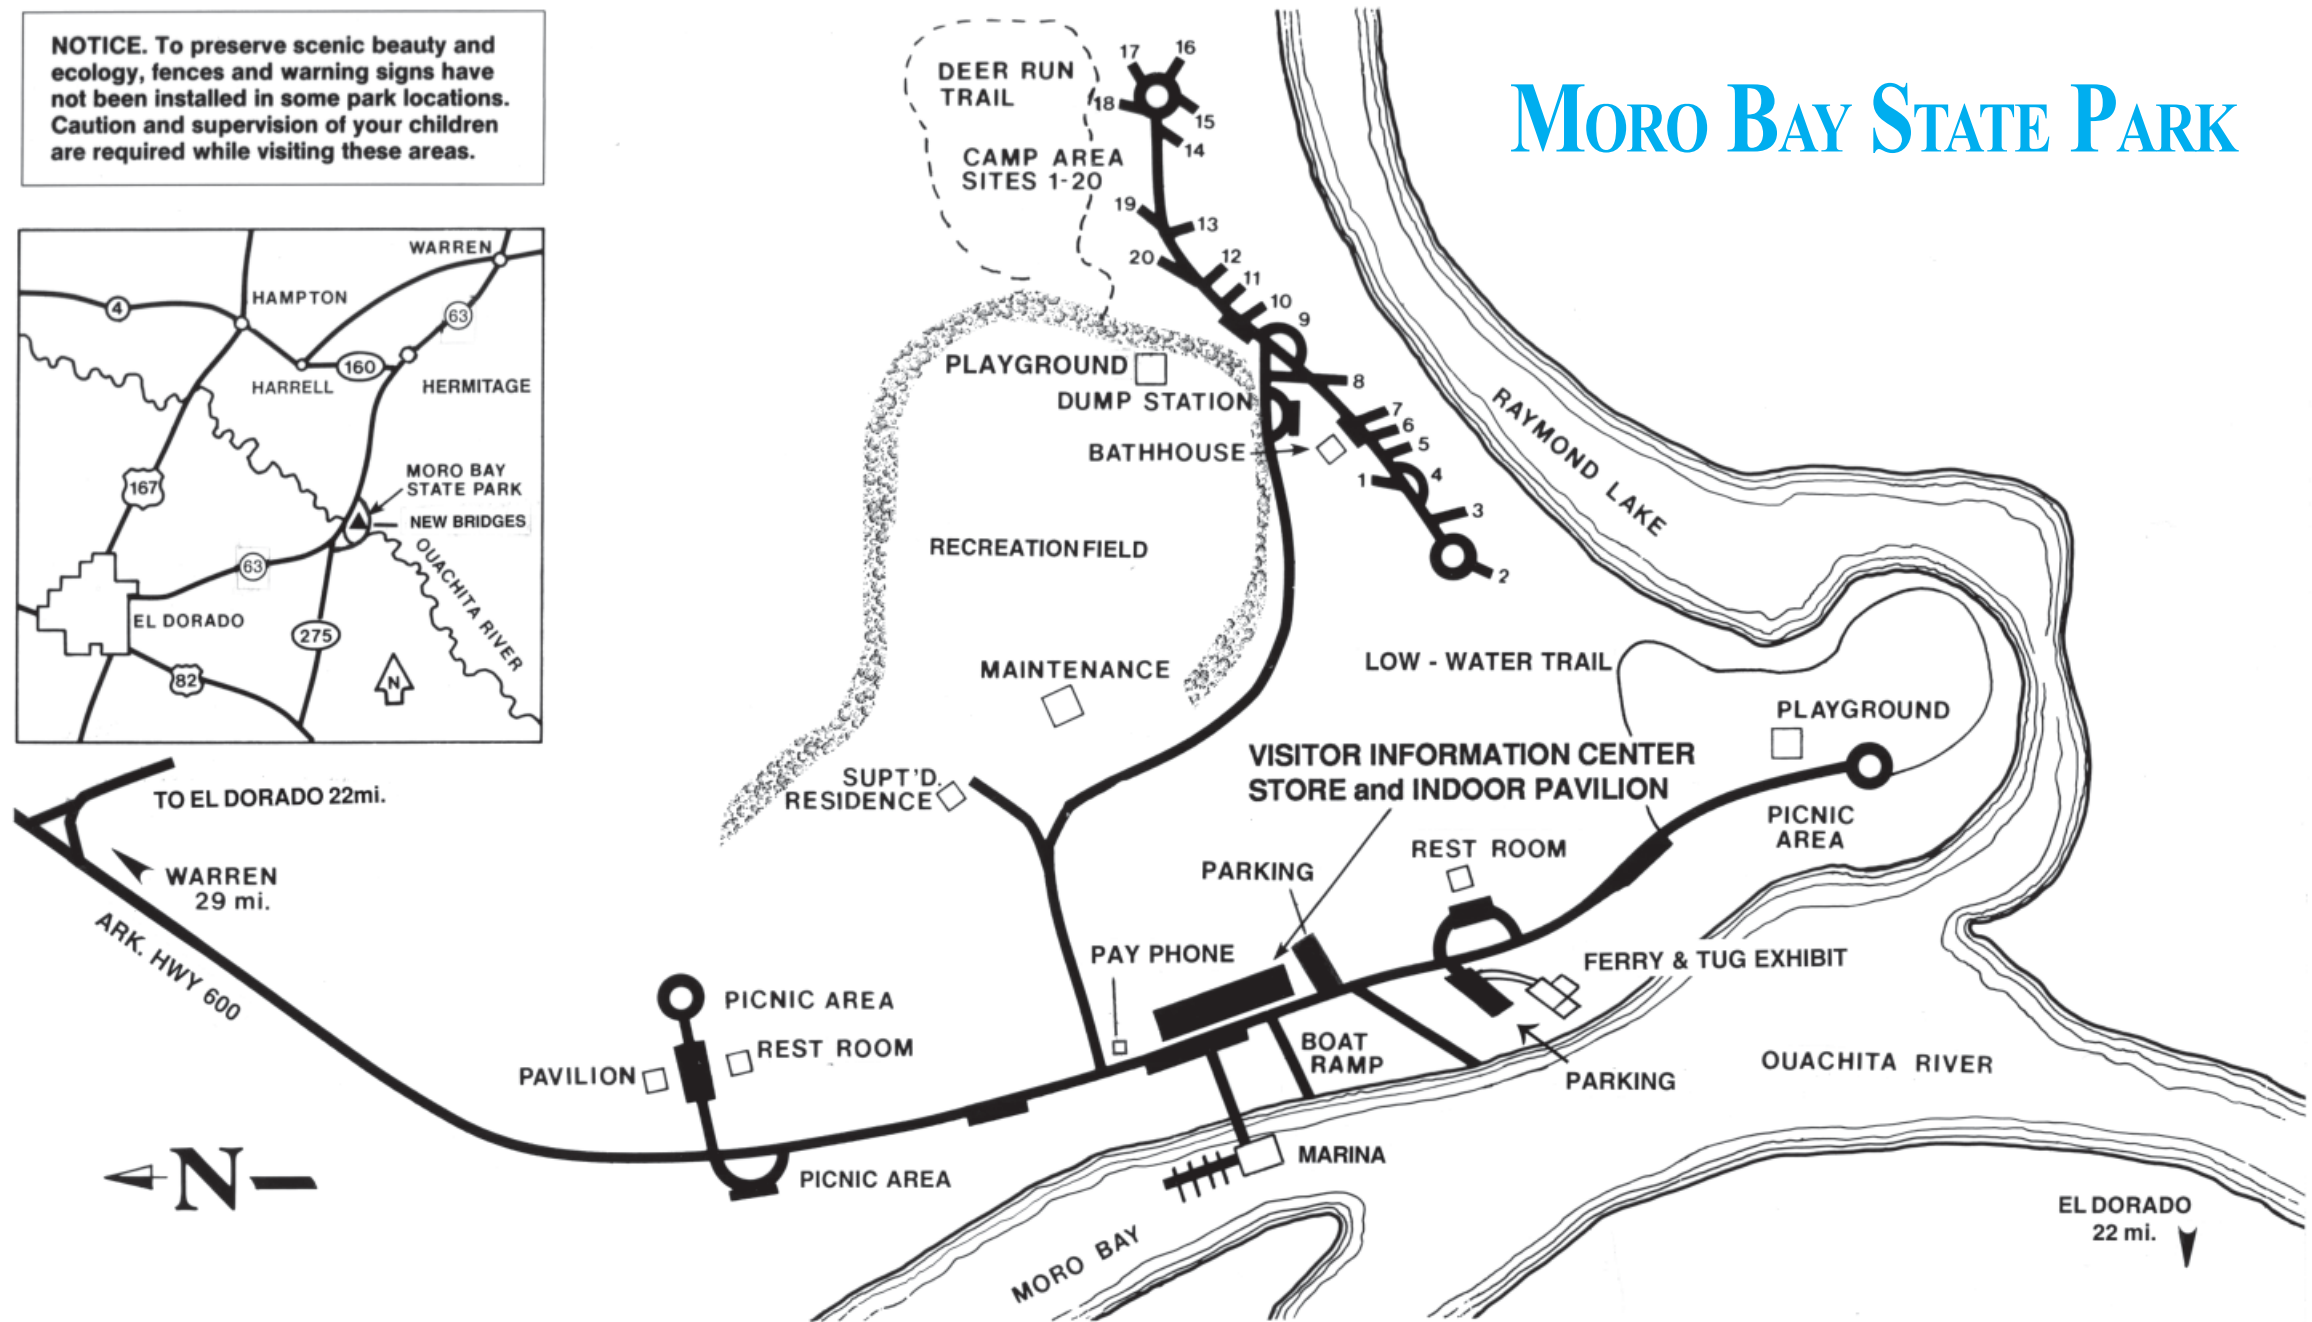 NOTICE. To preserve scenic beauty and
ecology, fences and warning signs have
not been installed in some park locations.
Caution and supervision of your children
are required while visiting these areas.
MORO BAY STATE PARK
WARREN
HAMPTON
4
63
160
HARRELL
HERMITAGE
167
MORO BAY
STATE PARK
NEW BRIDGES
OUACHITA RIVER
63
EL DORADO
275
82
N
DEER RUN
TRAIL
CAMP AREA
SITES 1-20
17
16
18
15
14
19
13
20
12
11
10
9
8
7
6
5
4
1
3
2
PLAYGROUND
DUMP STATION
BATHHOUSE
RAYMOND LAKE
RECREATION FIELD
MAINTENANCE
LOW - WATER TRAIL
PLAYGROUND
SUPT'D.
RESIDENCE
VISITOR INFORMATION CENTER
STORE and INDOOR PAVILION
PICNIC
AREA
REST ROOM
PARKING
TO EL DORADO 22mi.
WARREN
29 mi.
ARK. HWY 600
PAY PHONE
FERRY & TUG EXHIBIT
PICNIC AREA
REST ROOM
PAVILION
BOAT
RAMP
PARKING
OUACHITA RIVER
PICNIC AREA
MARINA
MORO BAY
N
EL DORADO
22 mi.